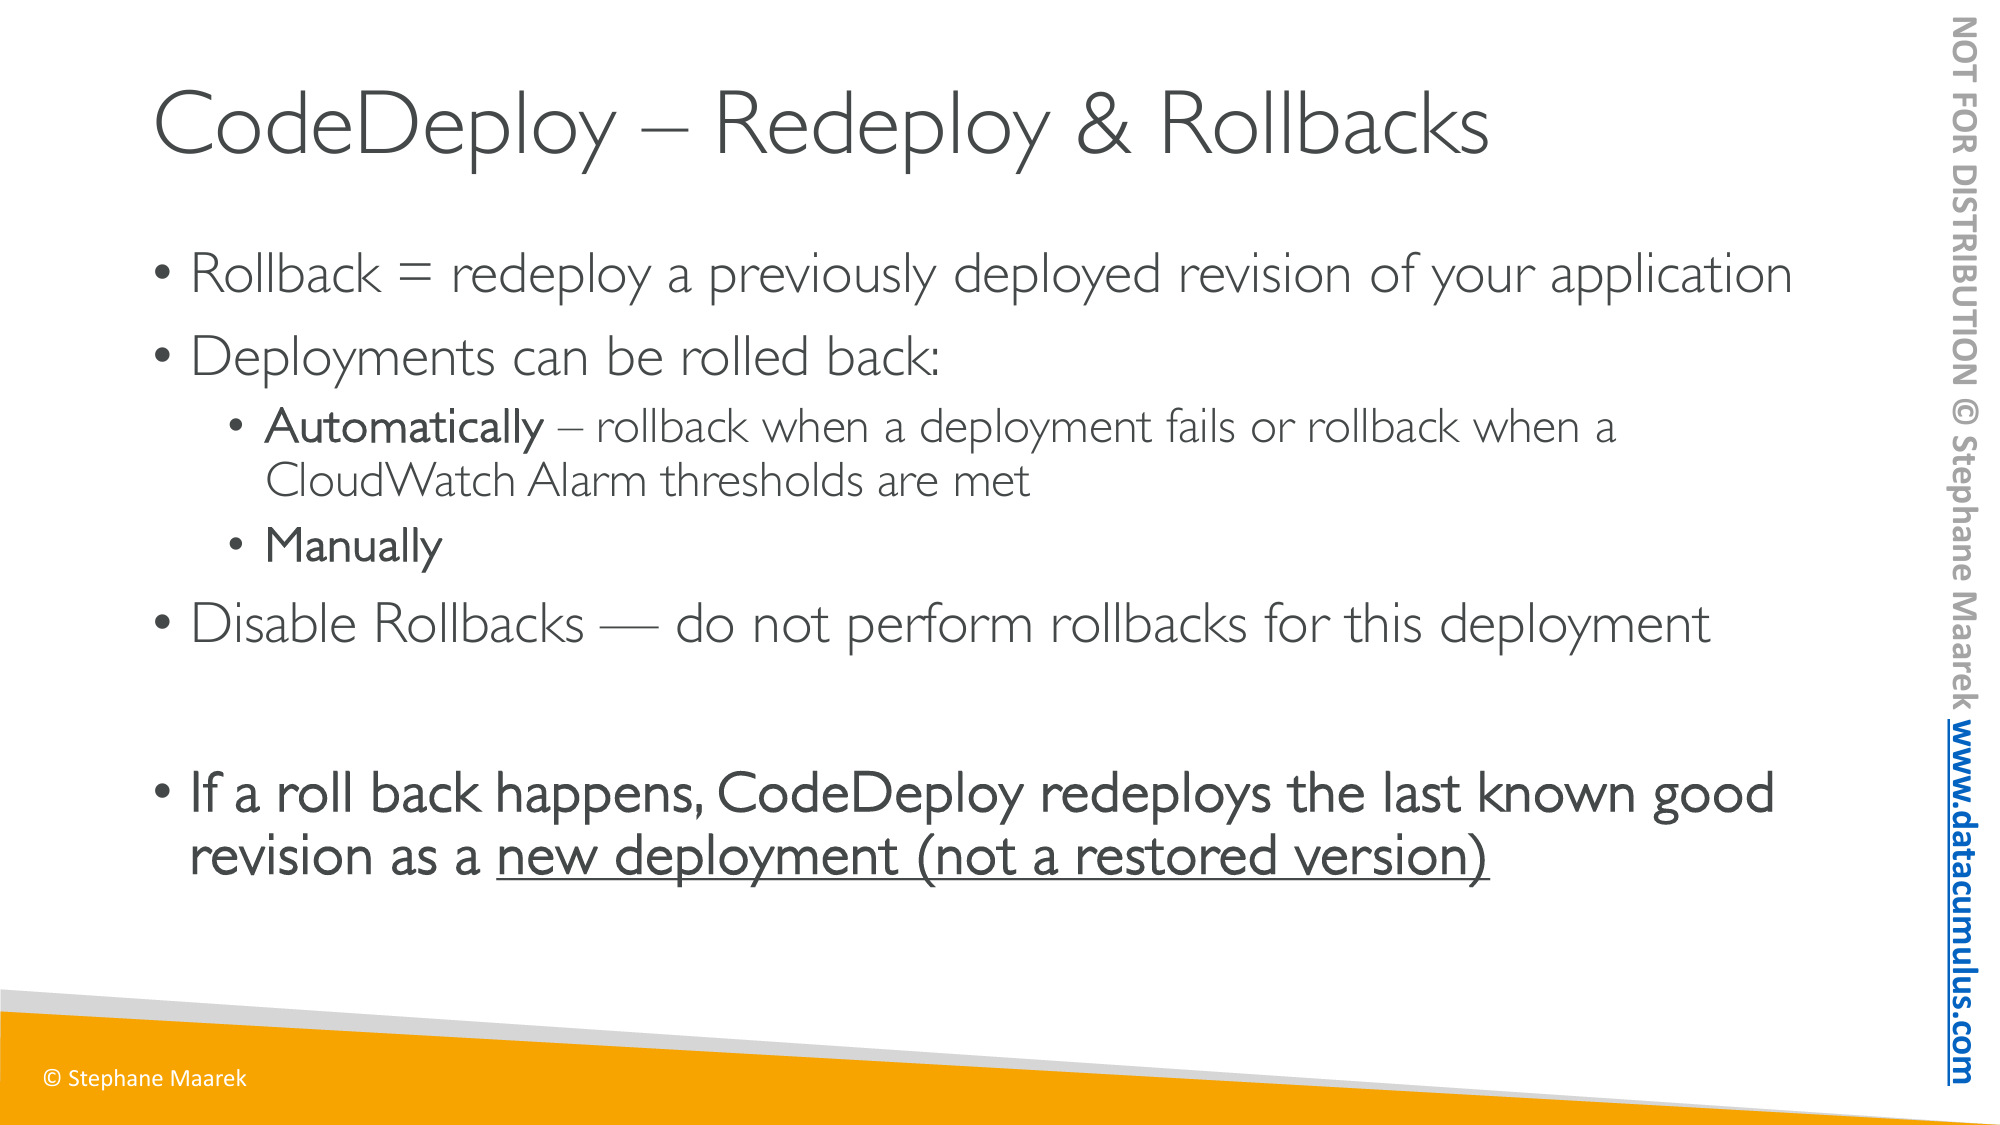 CodeDeploy – Redeploy & Rollbacks
• Rollback = redeploy a previously deployed revision of your application
• Deployments can be rolled back:
• Automatically – rollback when a deployment fails or rollback when a
CloudWatch Alarm thresholds are met
• Manually
• Disable Rollbacks — do not perform rollbacks for this deployment
• If a roll back happens, CodeDeploy redeploys the last known good
revision as a new deployment (not a restored version)
© Stephane Maarek
NOT FOR DISTRIBUTION © Stephane Maarek www.datacumulus.com